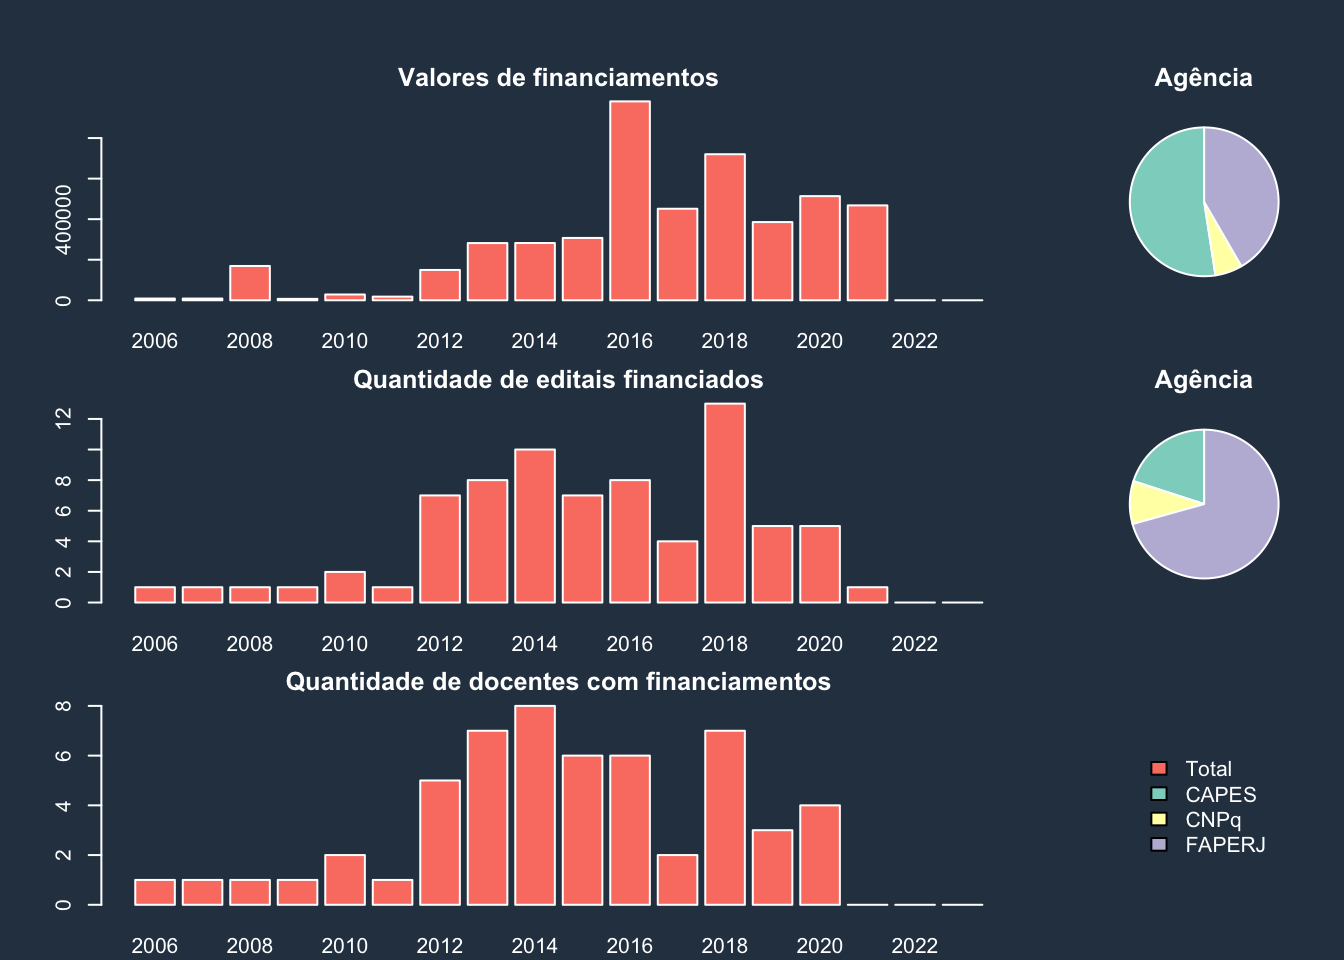 Valores de financiamentos
Agência
400000
0
2006 2008 2010 2012 2014 2016 2018 2020 2022
Quantidade de editais financiados
Agência
12
8
6
4
2
0
2006 2008 2010 2012 2014 2016 2018 2020 2022
Quantidade de docentes com financiamentos
8
6
4
2
0
2006 2008 2010 2012 2014 2016 2018 2020 2022
Total
CAPES
CNPq
FAPERJ